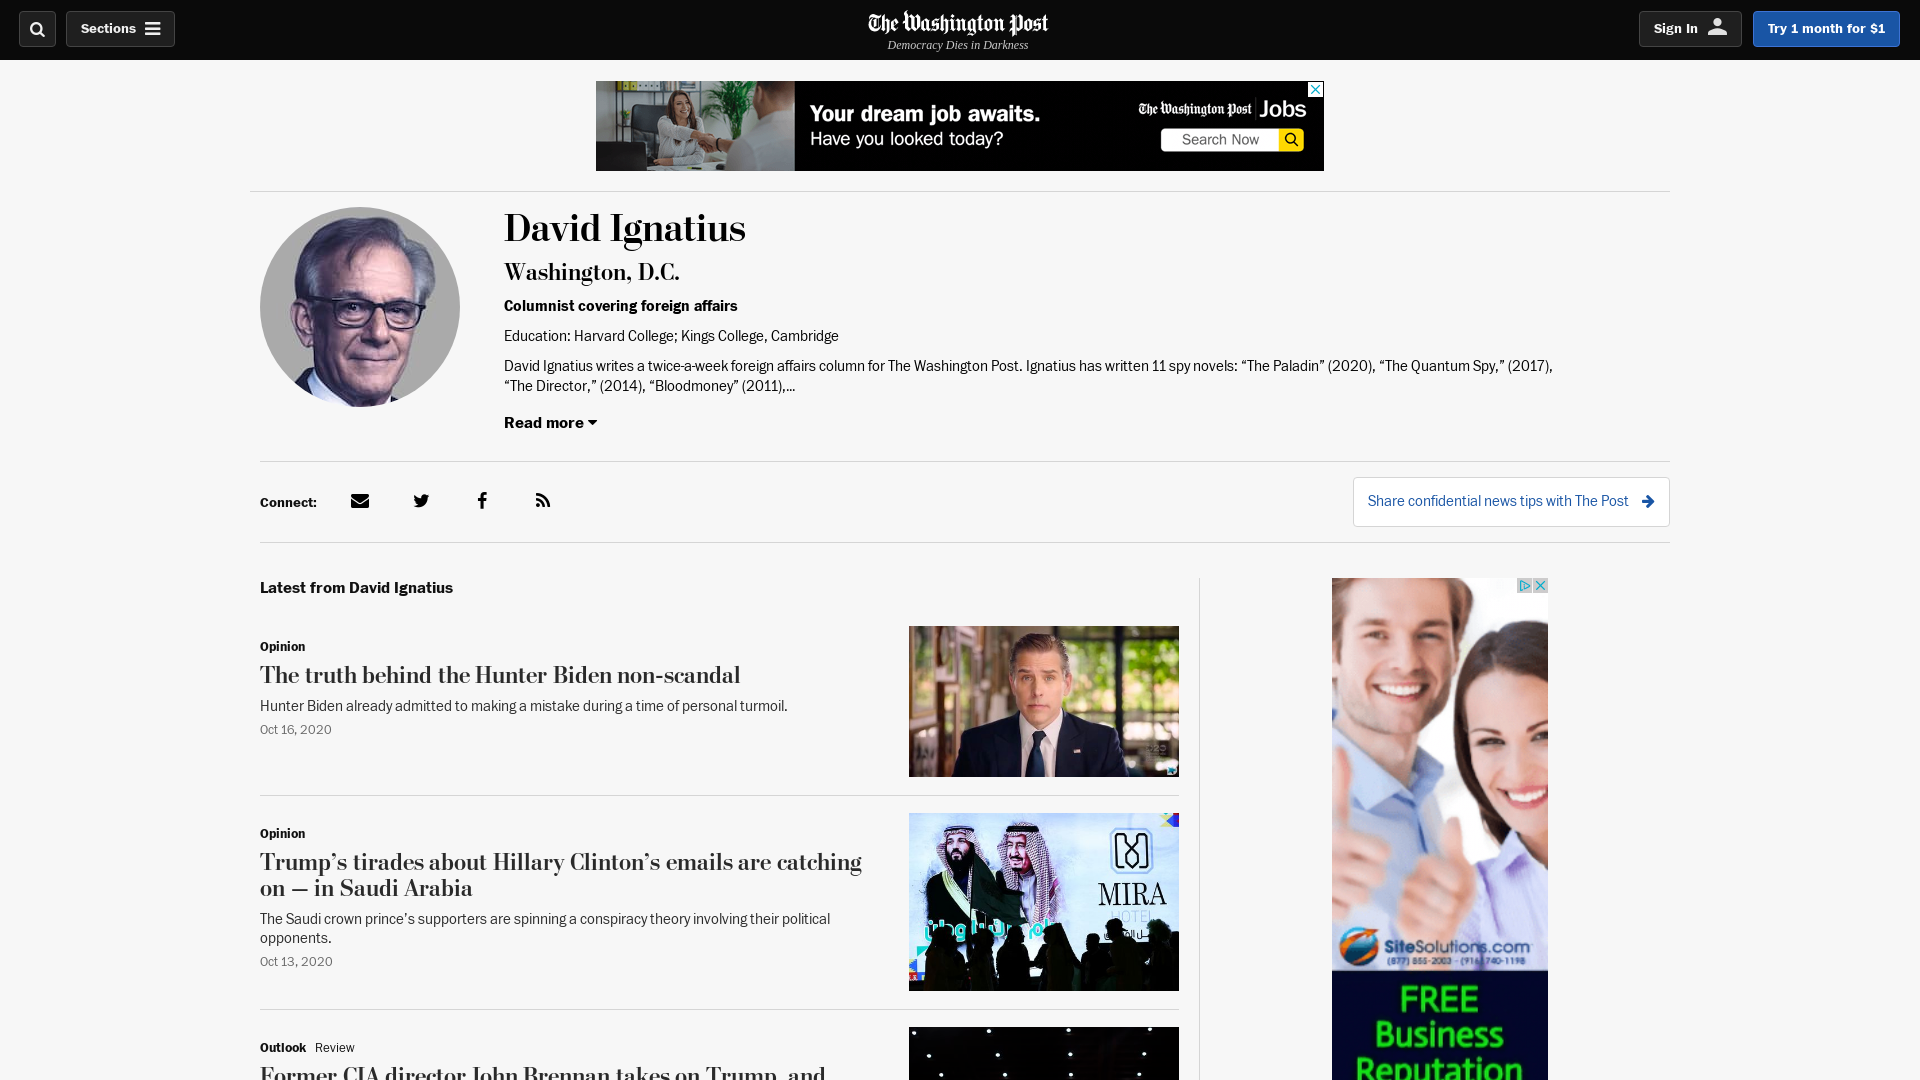 Sections
The Washington Post
Democracy Dies in Darkness
Sign In
Try 1 month for $1
Your dream job awaits.
Have you looked today?
The Washington Post Jobs
Search Now
David Ignatius
Washington, D.C.
Columnist covering foreign affairs
Education: Harvard College; Kings College, Cambridge
David Ignatius writes a twice-a-week foreign affairs column for The Washington Post. Ignatius has written 11 spy novels: “The Paladin” (2020), “The Quantum Spy,” (2017),
“The Director,” (2014), “Bloodmoney” (2011),...
Read more
Connect:
Share confidential news tips with The Post
Latest from David Ignatius
Opinion
The truth behind the Hunter Biden non-scandal
Hunter Biden already admitted to making a mistake during a time of personal turmoil.
Oct 16, 2020
Opinion
Trump’s tirades about Hillary Clinton’s emails are catching
on — in Saudi Arabia
The Saudi crown prince’s supporters are spinning a conspiracy theory involving their political
opponents.
Oct 13, 2020
MIRA
HOTEL
Outlook Review
Former CIA director John Brennan takes on Trump, and
SiteSolutions.com
FREE
Business
Reputation